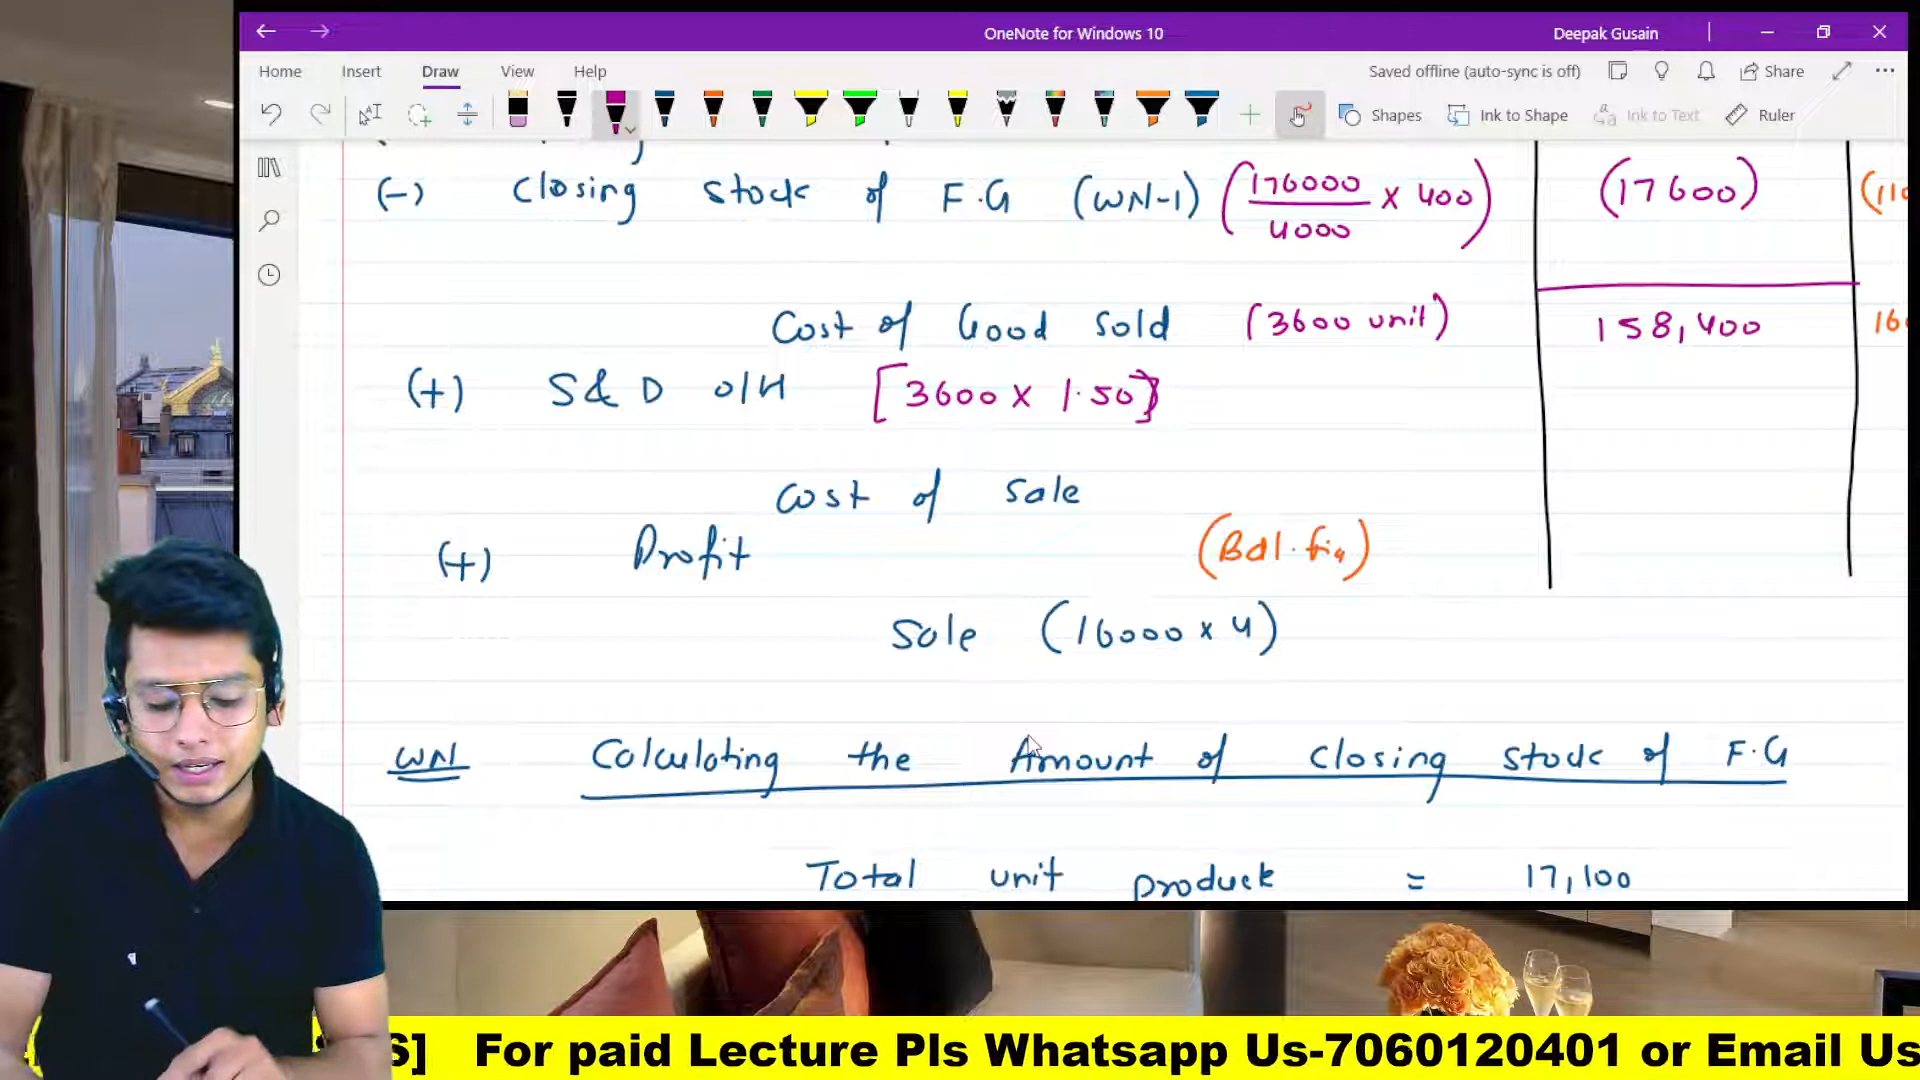 OneNote for Windows 10
Deepak Gusain
Home Insert Draw View Help
Saved offline (auto-sync is off) Share
Shapes Ink to Shape Ink to Text Ruler
(-) Closing stock of F.G (WN-1) (176000/4000 x 400) (17600) (110
Cost of Good Sold (3600 unit) 158,400 160
(+) S& D o/H [3600 x 1.50]
Cost of Sale
(+) Profit (Bal. fig)
Sale (16000 x 4)
WN Calculating the Amount of Closing Stock of F.G
Total unit produce = 17,100
S] For paid Lecture Pls Whatsapp Us-7060120401 or Email Us